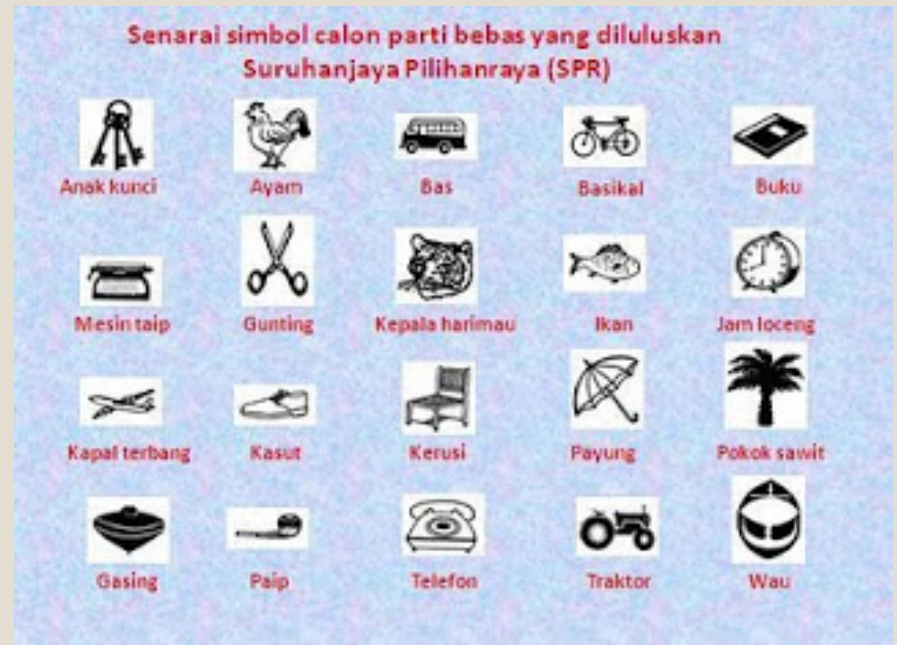 Senarai simbol calon parti bebas yang diluluskan
Suruhanjaya Pilihanraya (SPR)
Anak kunci
Ayam
Bas
Basikal
Buku
Mesin taip
Gunting
Kepala harimau
Ikan
Jam loceng
Kapal terbang
Kasut
Kerusi
Payung
Pokok sawit
Gasing
Paip
Telefon
Traktor
Wau